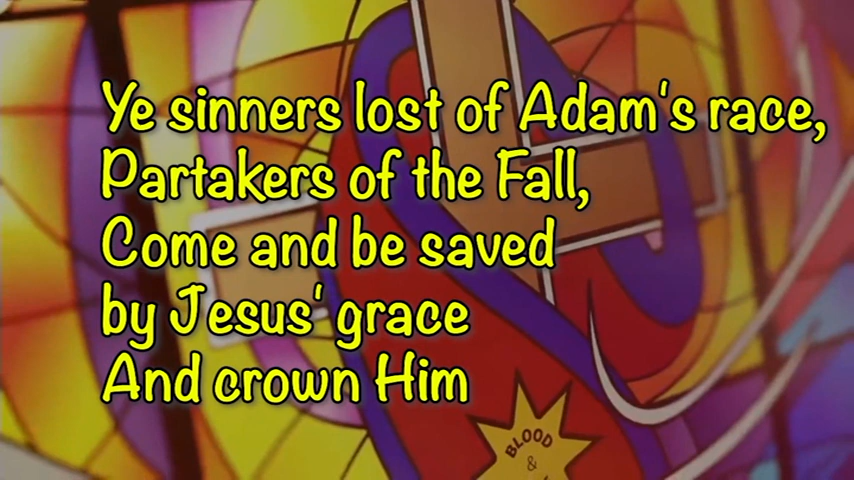 Ye sinners lost of Adam's race,
Partakers of the Fall,
Come and be saved
by Jesus' grace
And crown Him
BLOOD
&